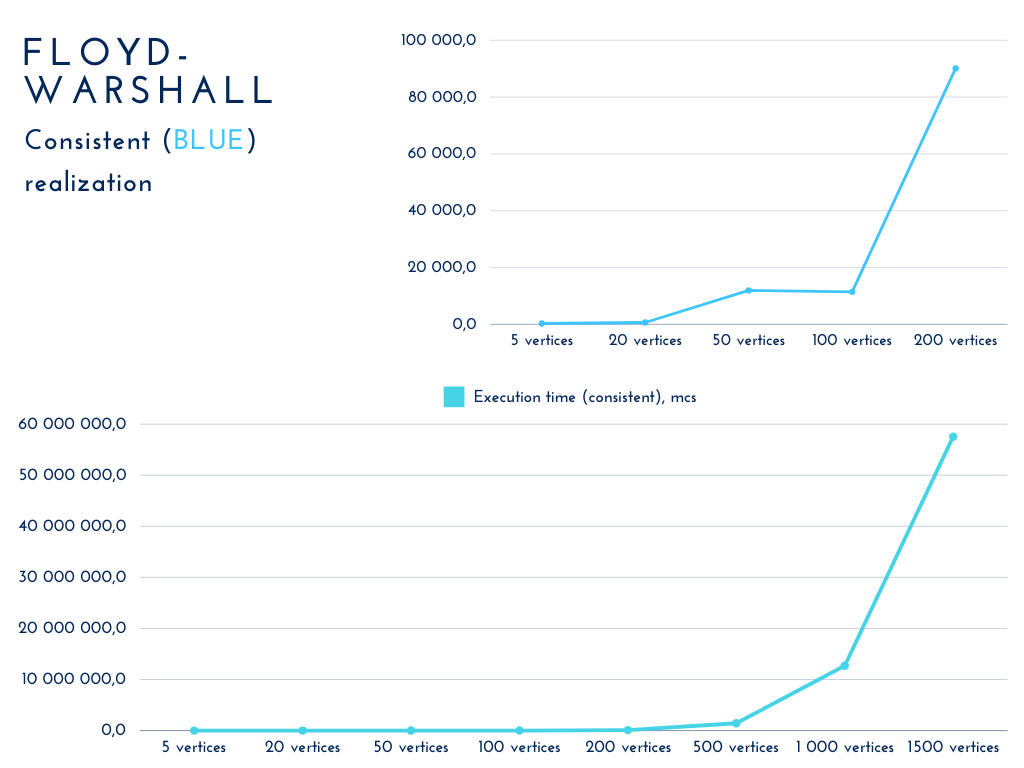 FLOYD-
WARSHALL
Consistent (BLUE)
realization
100 000,0
80 000,0
60 000,0
40 000,0
20 000,0
0,0
5 vertices 20 vertices 50 vertices 100 vertices 200 vertices
Execution time (consistent), mcs
60 000 000,0
50 000 000,0
40 000 000,0
30 000 000,0
20 000 000,0
10 000 000,0
0,0
5 vertices 20 vertices 50 vertices 100 vertices 200 vertices 500 vertices 1 000 vertices 1500 vertices